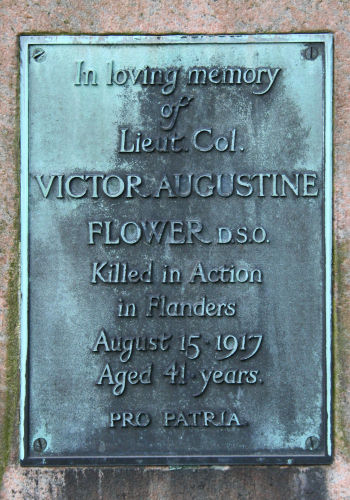 In loving memory
of
Lieut. Col.
VICTOR AUGUSTINE
FLOWER D.S.O.
Killed in Action
in Flanders
August 15·1917
Aged 41·years.
PRO PATRIA